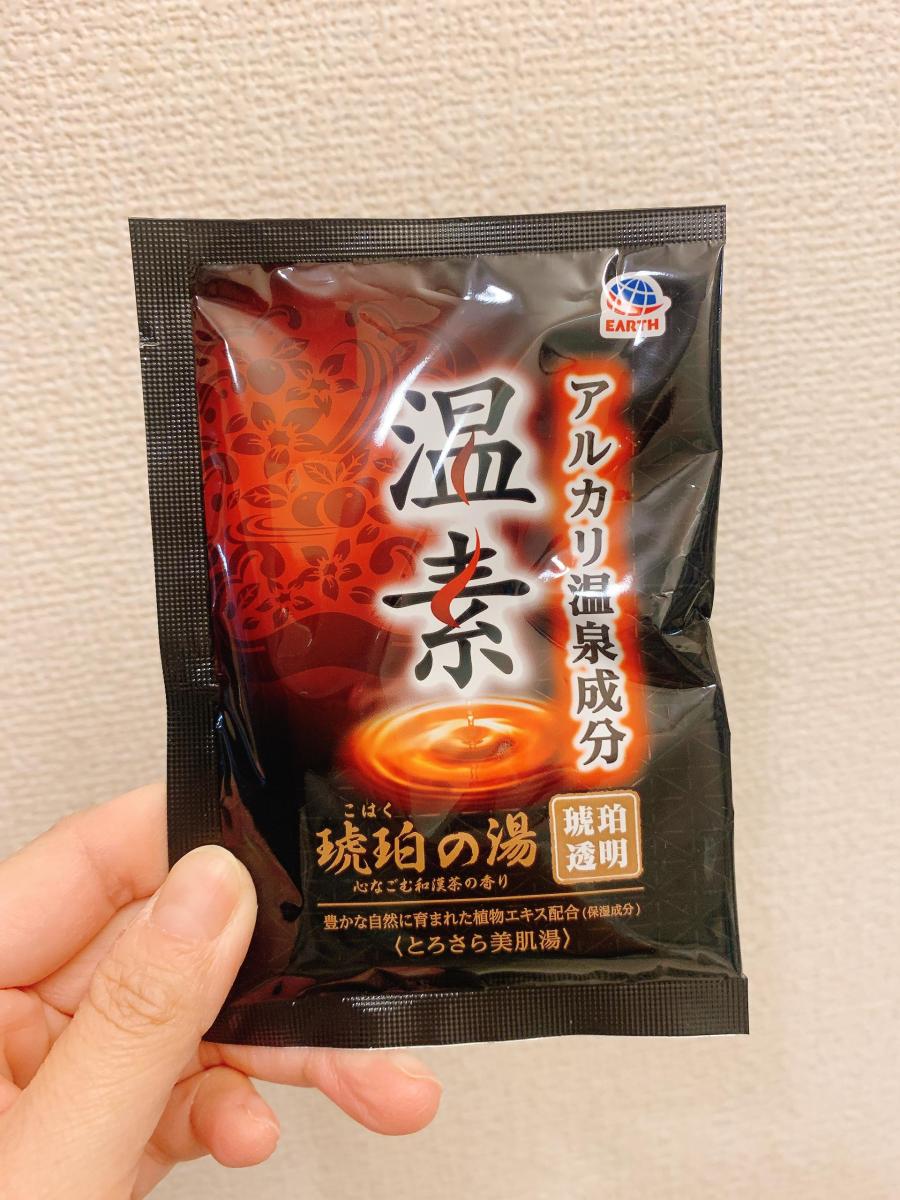 EARTH
アルカリ温泉成分
温素
こはく
琥珀の湯
心なごむ和漢茶の香り
琥珀
透明
豊かな自然に育まれた植物エキス配合(保湿成分)
〈とろさら美肌湯〉